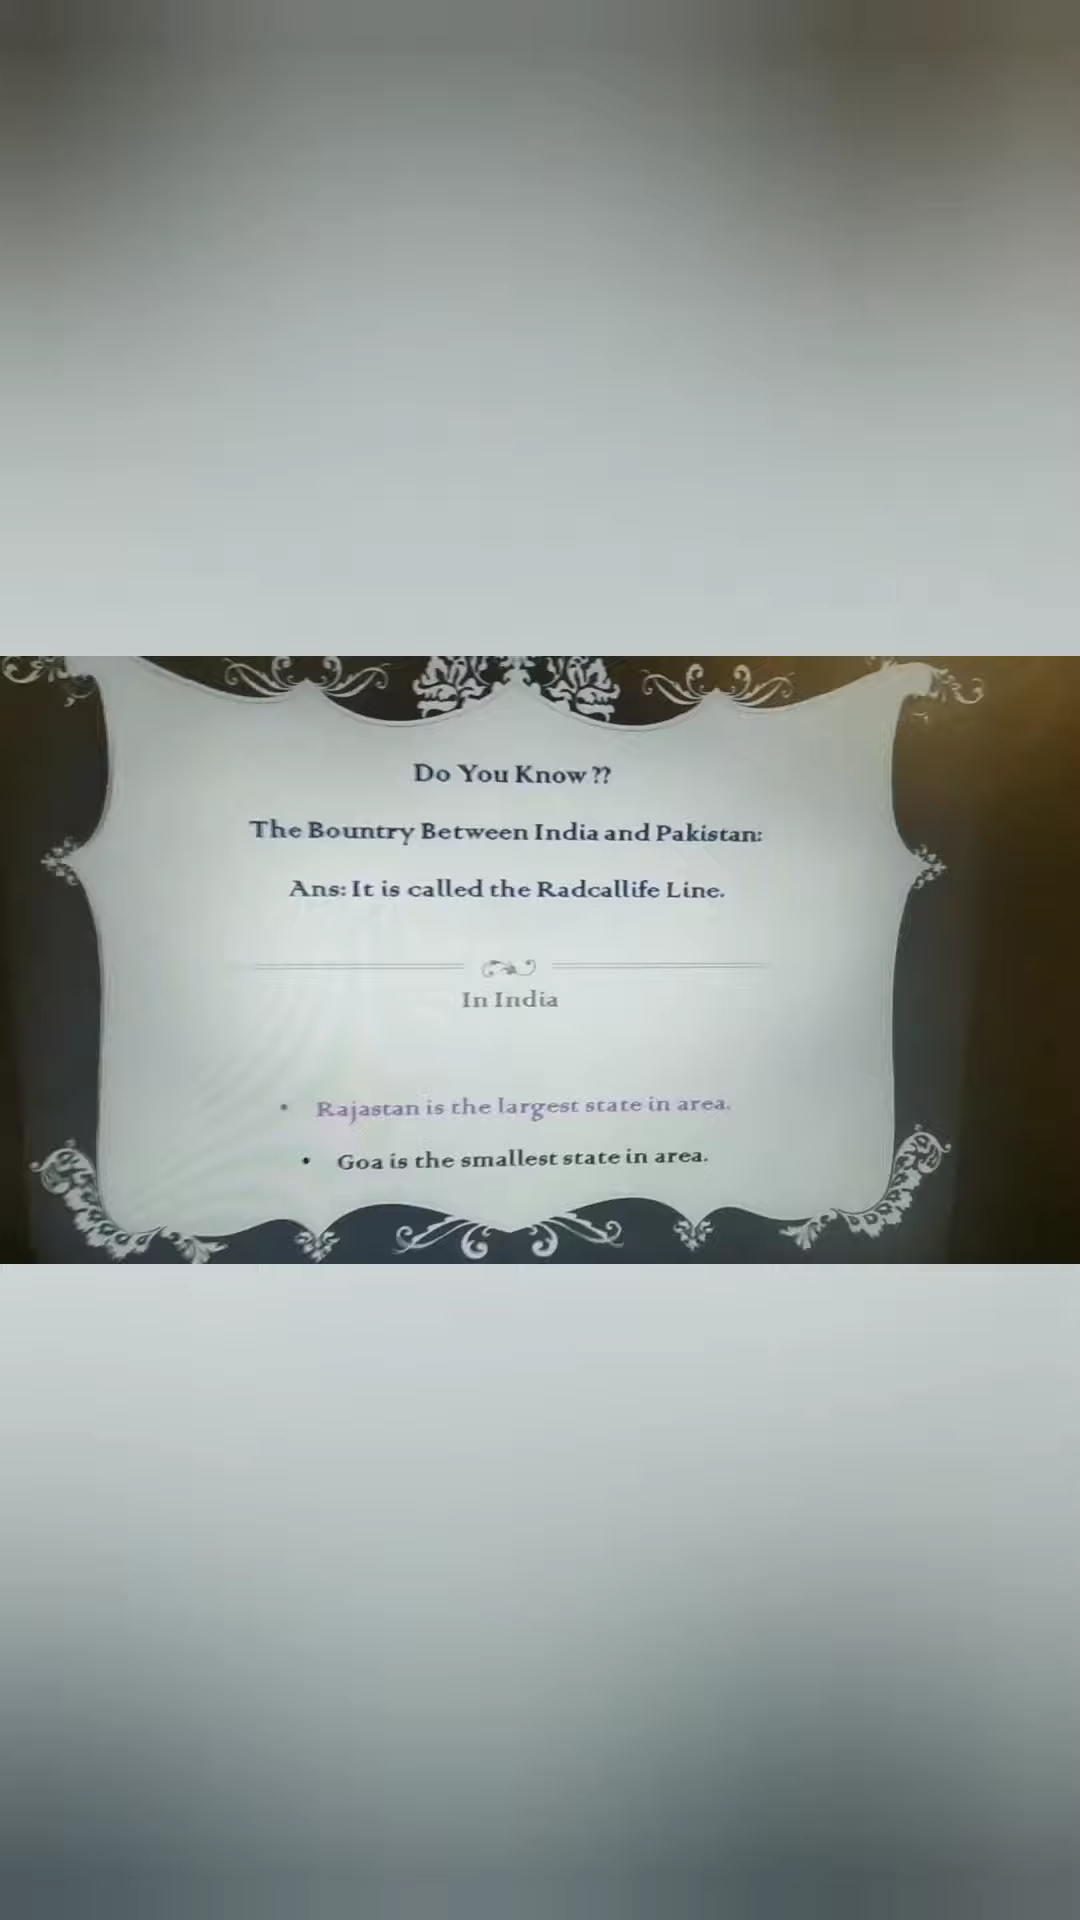 Do You Know ??
The Bountry Between India and Pakistan:
Ans: It is called the Radcallife Line.
In India
• Rajastan is the largest state in area.
• Goa is the smallest state in area.